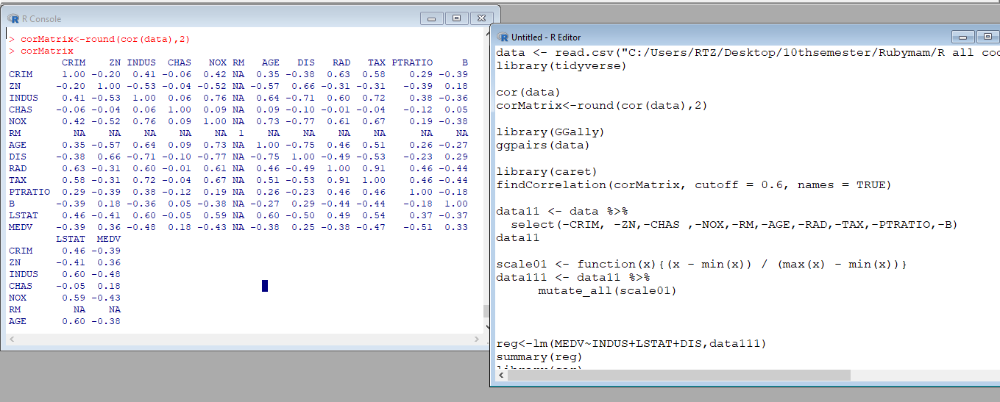 R Console
> corMatrix<-round(cor(data),2)
> corMatrix
CRIM ZN INDUS CHAS NOX RM AGE DIS RAD TAX PTRATIO B
CRIM 1.00 -0.20 0.41 -0.06 0.42 NA 0.35 -0.38 0.63 0.58 0.29 -0.39
ZN -0.20 1.00 -0.53 -0.04 -0.52 NA -0.57 0.66 -0.31 -0.31 -0.39 0.18
INDUS 0.41 -0.53 1.00 0.06 0.76 NA 0.64 -0.71 0.60 0.72 0.38 -0.36
CHAS -0.06 -0.04 0.06 1.00 0.09 NA 0.09 -0.10 -0.01 -0.04 -0.12 0.05
NOX 0.42 -0.52 0.76 0.09 1.00 NA 0.73 -0.77 0.61 0.67 0.19 -0.38
RM NA NA NA NA NA 1 NA NA NA NA NA NA
AGE 0.35 -0.57 0.64 0.09 0.73 NA 1.00 -0.75 0.46 0.51 0.26 -0.27
DIS -0.38 0.66 -0.71 -0.10 -0.77 NA -0.75 1.00 -0.49 -0.53 -0.23 0.29
RAD 0.63 -0.31 0.60 -0.01 0.61 NA 0.46 -0.49 1.00 0.91 0.46 -0.44
TAX 0.58 -0.31 0.72 -0.04 0.67 NA 0.51 -0.53 0.91 1.00 0.46 -0.44
PTRATIO 0.29 -0.39 0.38 -0.12 0.19 NA 0.26 -0.23 0.46 0.46 1.00 -0.18
B -0.39 0.18 -0.36 0.05 -0.38 NA -0.27 0.29 -0.44 -0.44 -0.18 1.00
LSTAT 0.46 -0.41 0.60 -0.05 0.59 NA 0.60 -0.50 0.49 0.54 0.37 -0.37
MEDV -0.39 0.36 -0.48 0.18 -0.43 NA -0.38 0.25 -0.38 -0.47 -0.51 0.33
LSTAT MEDV
CRIM 0.46 -0.39
ZN -0.41 0.36
INDUS 0.60 -0.48
CHAS -0.05 0.18
NOX 0.59 -0.43
RM NA NA
AGE 0.60 -0.38
Untitled - R Editor
data <- read.csv("C:/Users/RTZ/Desktop/10thsemester/Rubymam/R all
library(tidyverse)
cor(data)
corMatrix<-round(cor(data),2)
library(GGally)
ggpairs(data)
library(caret)
findCorrelation(corMatrix, cutoff = 0.6, names = TRUE)
data11 <- data %>%
select(-CRIM, -ZN,-CHAS ,-NOX,-RM,-AGE,-RAD,-TAX,-PTRATIO,-B)
data11
scale01 <- function(x){(x - min(x)) / (max(x) - min(x))}
data111 <- data11 %>%
mutate_all(scale01)
reg<-lm(MEDV~INDUS+LSTAT+DIS,data111)
summary(reg)